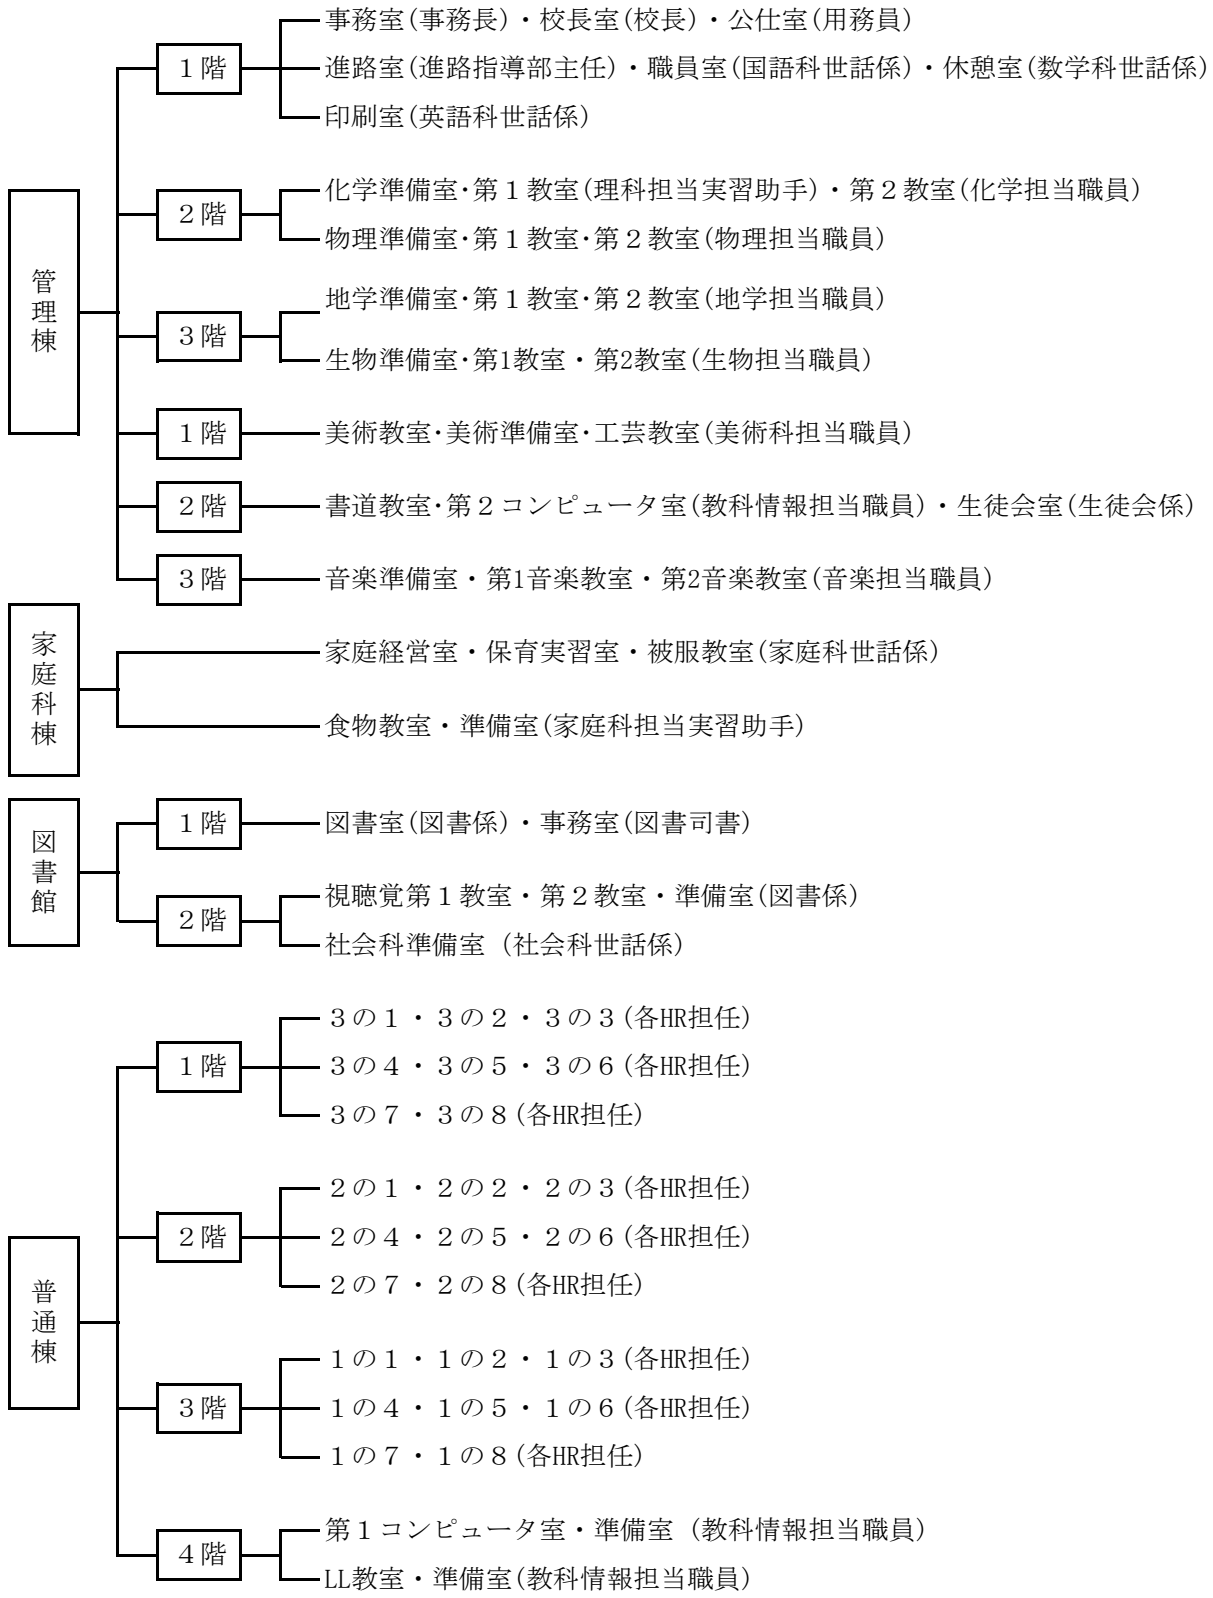 管理棟
1階
事務室(事務長)・校長室(校長)・公仕室(用務員)
進路室(進路指導部主任)・職員室(国語科世話係)・休憩室(数学科世話係)
印刷室(英語科世話係)
2階
化学準備室･第1教室(理科担当実習助手)・第2教室(化学担当職員)
物理準備室･第1教室･第2教室(物理担当職員)
3階
地学準備室･第1教室･第2教室(地学担当職員)
生物準備室･第1教室・第2教室(生物担当職員)
1階
美術教室･美術準備室･工芸教室(美術科担当職員)
2階
書道教室･第2コンピュータ室(教科情報担当職員)・生徒会室(生徒会係)
3階
音楽準備室・第1音楽教室・第2音楽教室(音楽担当職員)
家庭科棟
家庭経営室・保育実習室・被服教室(家庭科世話係)
食物教室・準備室(家庭科担当実習助手)
図書館
1階
図書室(図書係)・事務室(図書司書)
2階
視聴覚第1教室・第2教室・準備室(図書係)
社会科準備室 (社会科世話係)
普通棟
1階
3の1・3の2・3の3(各HR担任)
3の4・3の5・3の6(各HR担任)
3の7・3の8(各HR担任)
2階
2の1・2の2・2の3(各HR担任)
2の4・2の5・2の6(各HR担任)
2の7・2の8(各HR担任)
3階
1の1・1の2・1の3(各HR担任)
1の4・1の5・1の6(各HR担任)
1の7・1の8(各HR担任)
4階
第1コンピュータ室・準備室 (教科情報担当職員)
LL教室・準備室(教科情報担当職員)